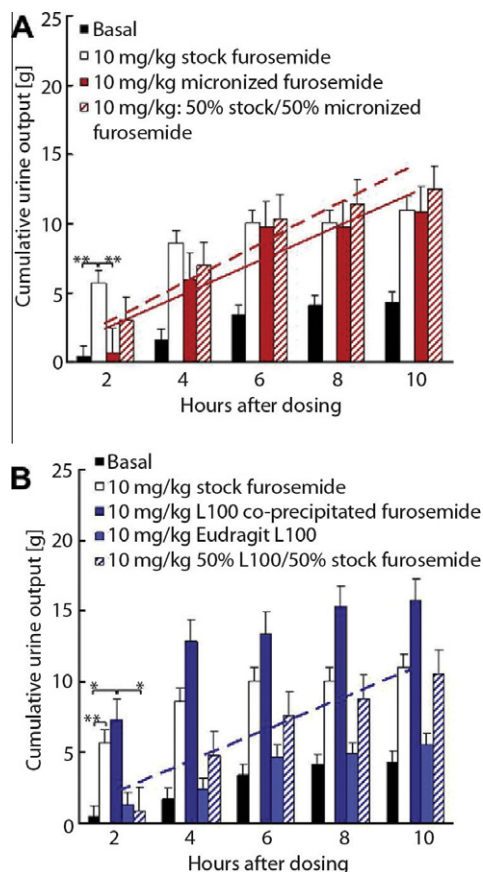 A
25
20
15
10
5
0
Cumulative urine output [g]
Basal
10 mg/kg stock furosemide
10 mg/kg micronized furosemide
10 mg/kg: 50% stock/50% micronized
furosemide
** **
2 4 6 8 10
Hours after dosing
B
25
20
15
10
5
0
Cumulative urine output [g]
Basal
10 mg/kg stock furosemide
10 mg/kg L100 co-precipitated furosemide
10 mg/kg Eudragit L100
10 mg/kg 50% L100/50% stock furosemide
* *
**
2 4 6 8 10
Hours after dosing